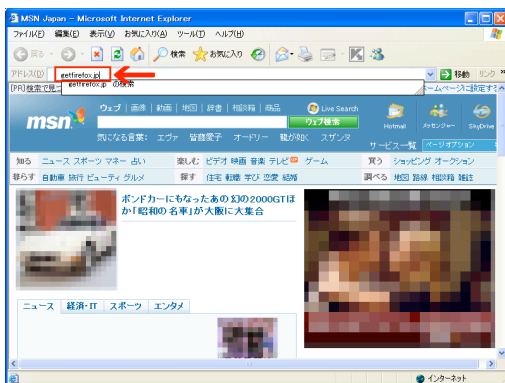 MSN Japan - Microsoft Internet Explorer
ファイル(F) 編集(E) 表示(V) お気に入り(A) ツール(T) ヘルプ(H)
戻る 検索 お気に入り
アドレス(D) getfirefox.jp 移動 リンク
getfirefox.jp の検索
[PR]検索で見つ ームページに設定する
ウェブ | 画像 | 動画 | 地図 | 辞書 | 相談箱 | 商品 Live Search
msn ウェブ検索
Hotmail メッセンジャー SkyDrive
気になる言葉: エヴァ 皆藤愛子 オードリー 龍が如く スザンヌ
サービス一覧 ページオプション
知る ニュース スポーツ マネー 占い 楽しむ ビデオ 映画 音楽 テレビ ゲーム 買う ショッピング オークション
暮らす 自動車 旅行 ビューティ グルメ 探す 住宅 転職 学び 恋愛 結婚 調べる 地図 路線 相談箱 雑誌
ボンドカーにもなったあの幻の2000GTほ
か「昭和の名車」が大阪に大集合
ニュース 経済・IT スポーツ エンタメ
インターネット